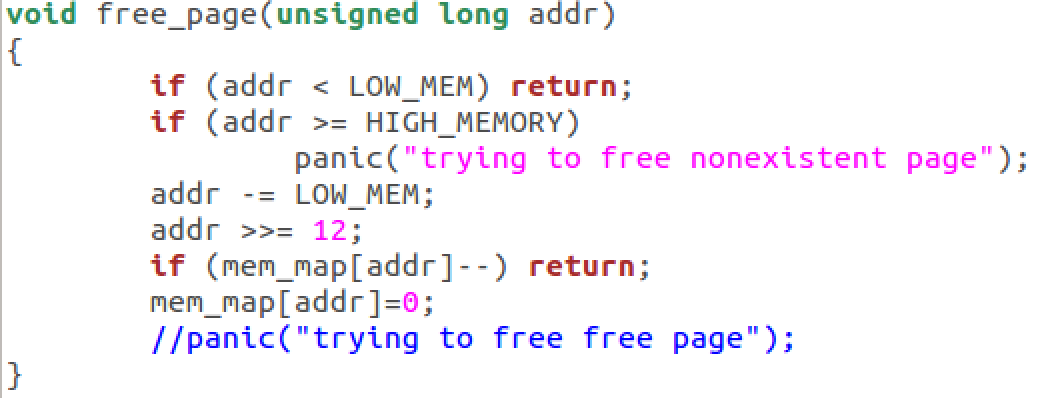 void free_page(unsigned long addr)
{
        if (addr < LOW_MEM) return;
        if (addr >= HIGH_MEMORY)
                panic("trying to free nonexistent page");
        addr -= LOW_MEM;
        addr >>= 12;
        if (mem_map[addr]--) return;
        mem_map[addr]=0;
        //panic("trying to free free page");
}